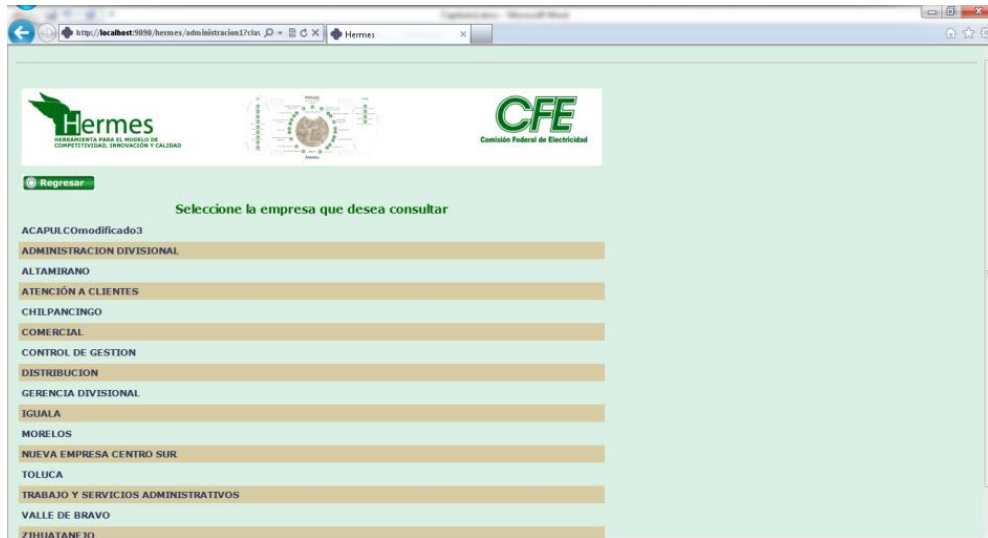 http://localhost:9090/hermes/administracion1?clav
Hermes
Hermes
HERRAMIENTA PARA EL MODELO DE
COMPETITIVIDAD, INNOVACIÓN Y CALIDAD
CFE
Comisión Federal de Electricidad
Regresar
Seleccione la empresa que desea consultar
ACAPULCOmodificado3
ADMINISTRACION DIVISIONAL
ALTAMIRANO
ATENCIÓN A CLIENTES
CHILPANCINGO
COMERCIAL
CONTROL DE GESTION
DISTRIBUCION
GERENCIA DIVISIONAL
IGUALA
MORELOS
NUEVA EMPRESA CENTRO SUR
TOLUCA
TRABAJO Y SERVICIOS ADMINISTRATIVOS
VALLE DE BRAVO
ZIHUATANEJO